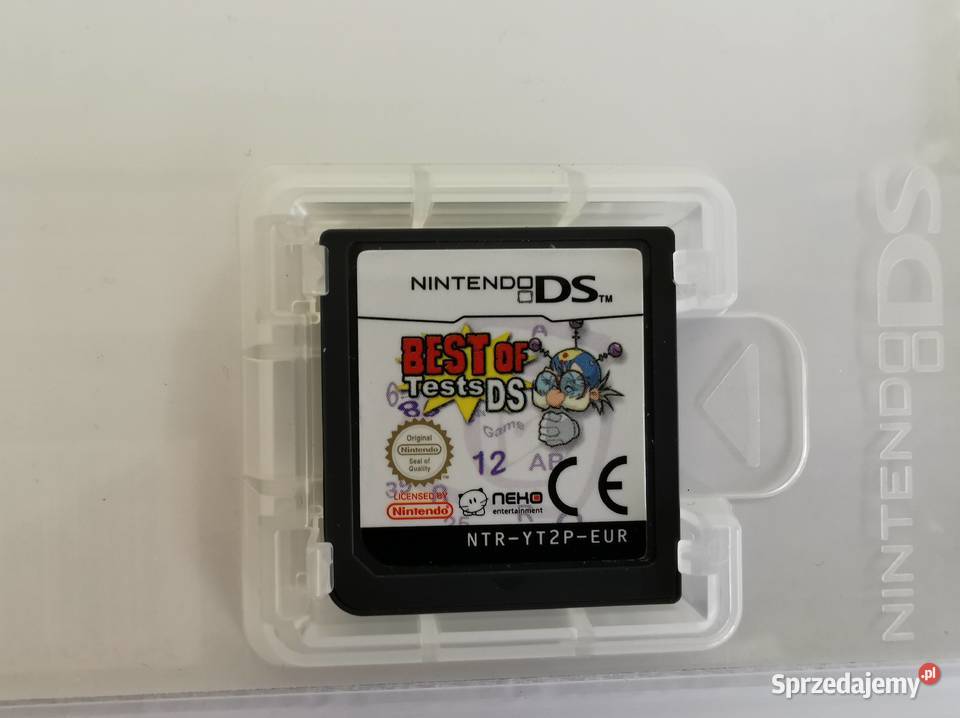 NINTENDO DS™
BEST OF
Tests DS
Game
12
Original
Nintendo
Seal of
Quality
LICENSED BY
Nintendo
NEKO
entertainment
CE
NTR-YT2P-EUR
NINTENDO DS
Sprzedajemy.pl